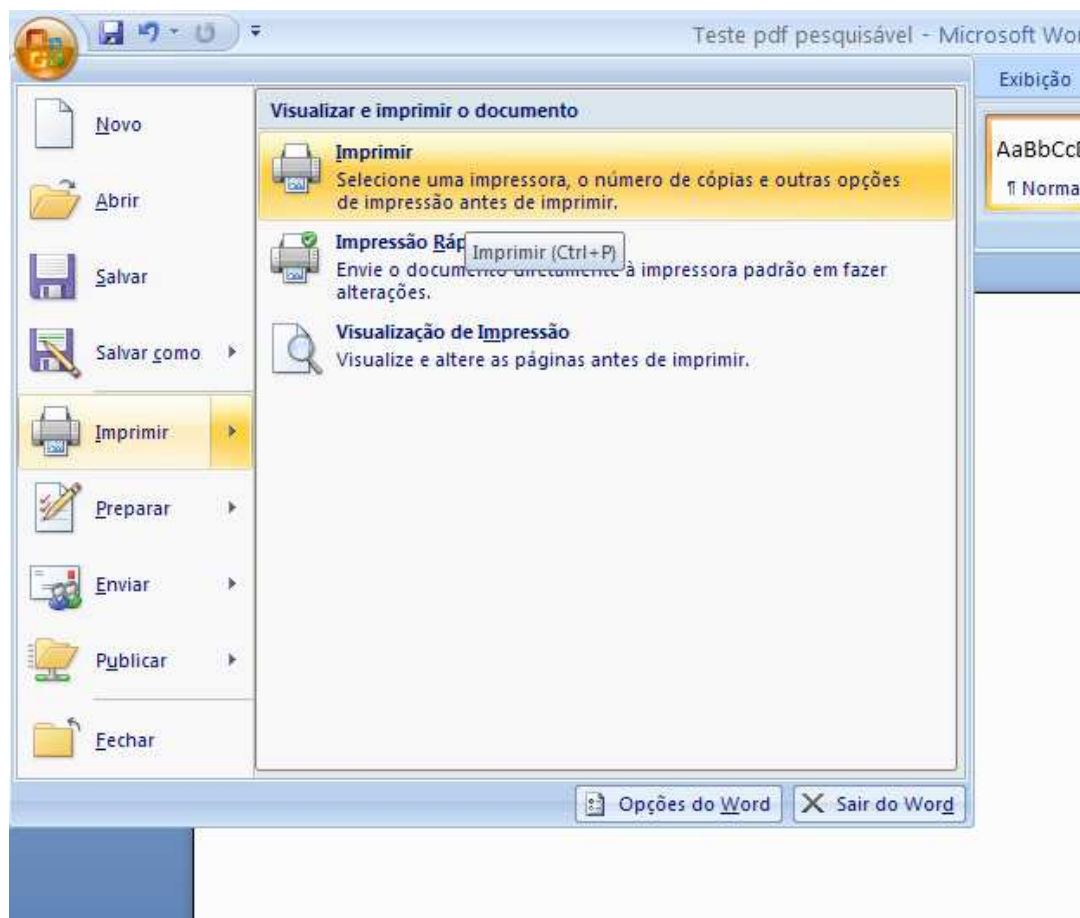 Teste pdf pesquisável - Microsoft Wor
Exibição
Novo
Abrir
Salvar
Salvar como
Imprimir
Preparar
Enviar
Publicar
Fechar
Visualizar e imprimir o documento
Imprimir
Selecione uma impressora, o número de cópias e outras opções
de impressão antes de imprimir.
Impressão Ráp
Imprimir (Ctrl+P)
Envie o documento diretamente à impressora padrão em fazer
alterações.
Visualização de Impressão
Visualize e altere as páginas antes de imprimir.
AaBbCc
¶ Norma
Opções do Word
Sair do Word